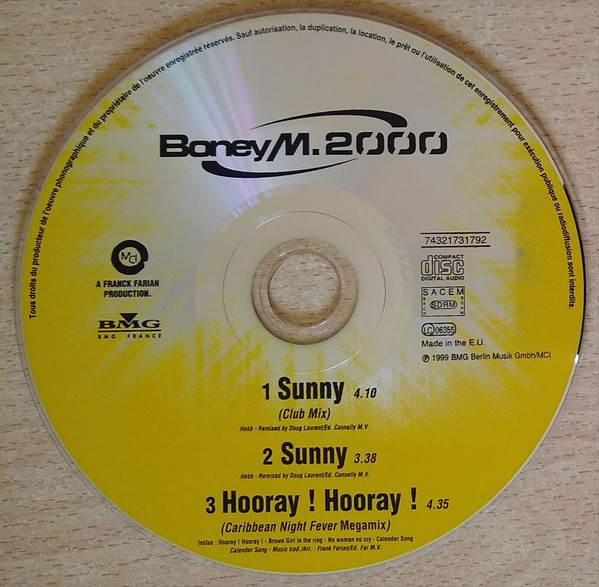 Tous droits du producteur de l'oeuvre phonographique et du propriétaire de l'oeuvre enregistrée réservés. Sauf autorisation, la duplication, la location, le prêt ou l'utilisation de cet enregistrement pour exécution publique ou radiodiffusion sont interdits.
Boney M. 2000
MCI
A FRANCK FARIAN
PRODUCTION.
BMG
BMG FRANCE
74321731792
COMPACT
disc
DIGITAL AUDIO
SACEM
SDRM
LC 06355
Made in the E.U.
℗ 1999 BMG Berlin Musik Gmbh/MCI
1 Sunny 4.10
(Club Mix)
Hebb - Remixed by Doug Laurent/Ed. Connelly M.V.
2 Sunny 3.38
Hebb - Remixed by Doug Laurent/Ed. Connelly M.V.
3 Hooray ! Hooray ! 4.35
(Caribbean Night Fever Megamix)
Inclus : Hooray ! Hooray ! - Brown Girl in the ring - No woman no cry - Calender Song
Calender Song - Music trad./Arr. : Frank Farian/Ed. Far M.V.